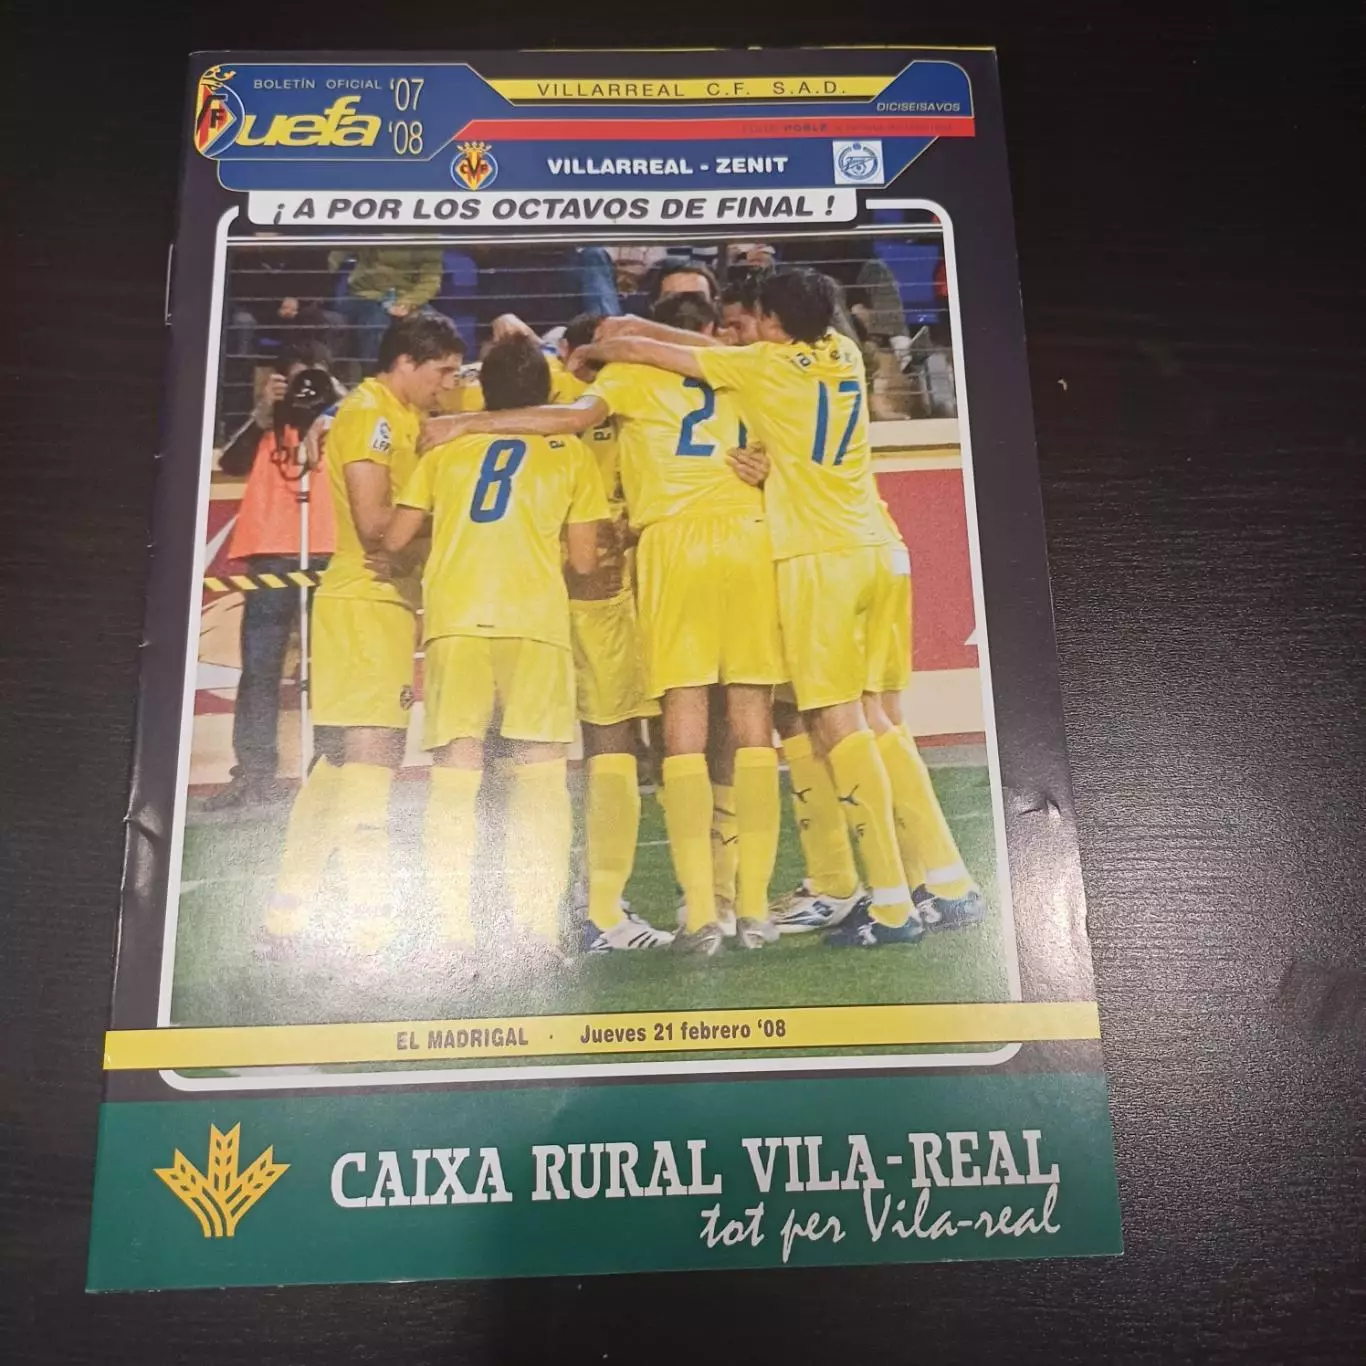 BOLETÍN OFICIAL '07
uefa '08
VILLARREAL C.F. S.A.D.
DICISEISAVOS
VILLARREAL - ZENIT
¡A POR LOS OCTAVOS DE FINAL!
8
21
17
LFP
EL MADRIGAL · Jueves 21 febrero '08
CAIXA RURAL VILA-REAL
tot per Vila-real